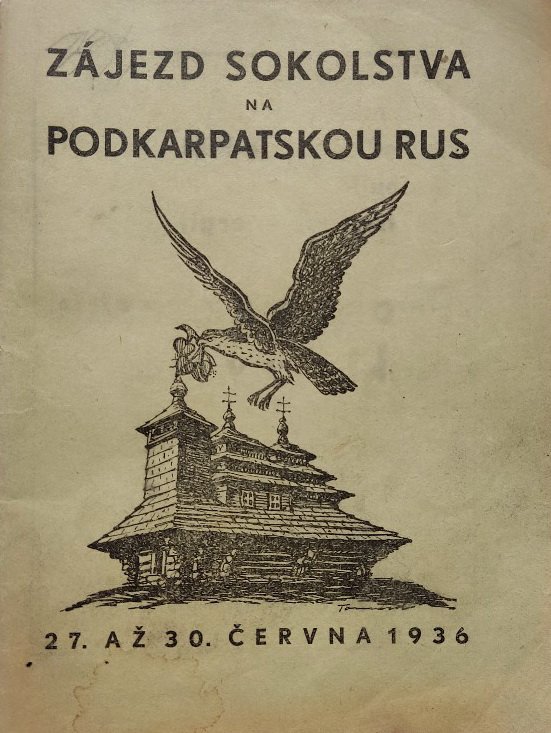 ZÁJEZD SOKOLSTVA
NA
PODKARPATSKOU RUS
27. AŽ 30. ČERVNA 1936